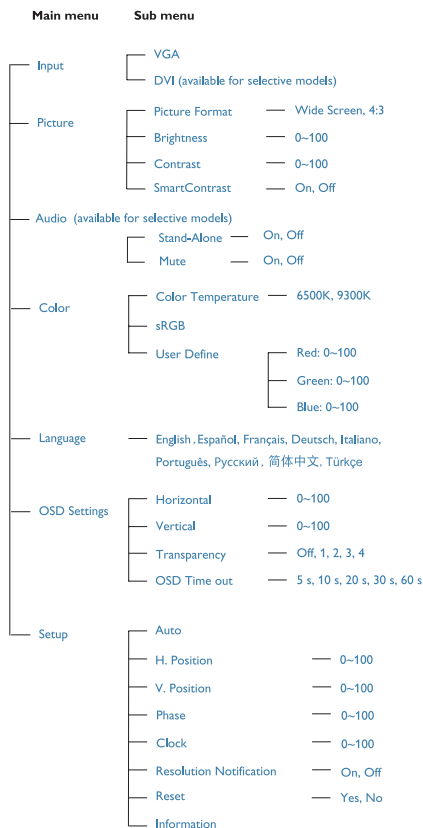 Main menu Sub menu
VGA
Input
DVI (available for selective models)
Picture Format Wide Screen, 4:3
Picture
Brightness 0~100
Contrast 0~100
SmartContrast On, Off
Audio (available for selective models)
Stand-Alone On, Off
Mute On, Off
Color Temperature 6500K, 9300K
Color
sRGB
User Define Red: 0~100
Green: 0~100
Blue: 0~100
Language English, Español, Français, Deutsch, Italiano,
Português, Русский, 简体中文, Türkçe
Horizontal 0~100
OSD Settings
Vertical 0~100
Transparency Off, 1, 2, 3, 4
OSD Time out 5 s, 10 s, 20 s, 30 s, 60 s
Setup Auto
H. Position 0~100
V. Position 0~100
Phase 0~100
Clock 0~100
Resolution Notification On, Off
Reset Yes, No
Information